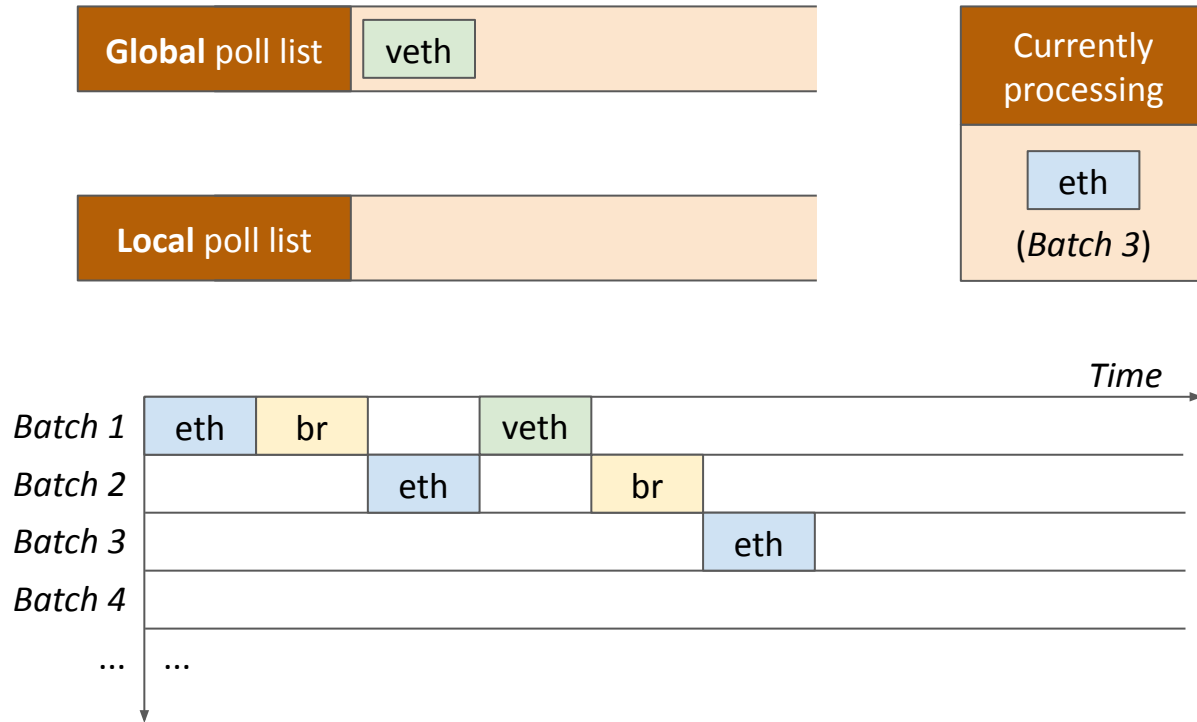 Global poll list
veth
Currently
processing
eth
(Batch 3)
Local poll list
Time
Batch 1
eth
br
veth
Batch 2
eth
br
Batch 3
eth
Batch 4
...
...